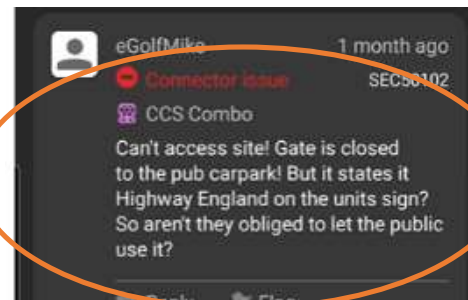 eGolfMike 1 month ago
Connector issue SEC50102
CCS Combo
Can't access site! Gate is closed
to the pub carpark! But it states it
Highway England on the units sign?
So aren't they obliged to let the public
use it?
Reply Flag